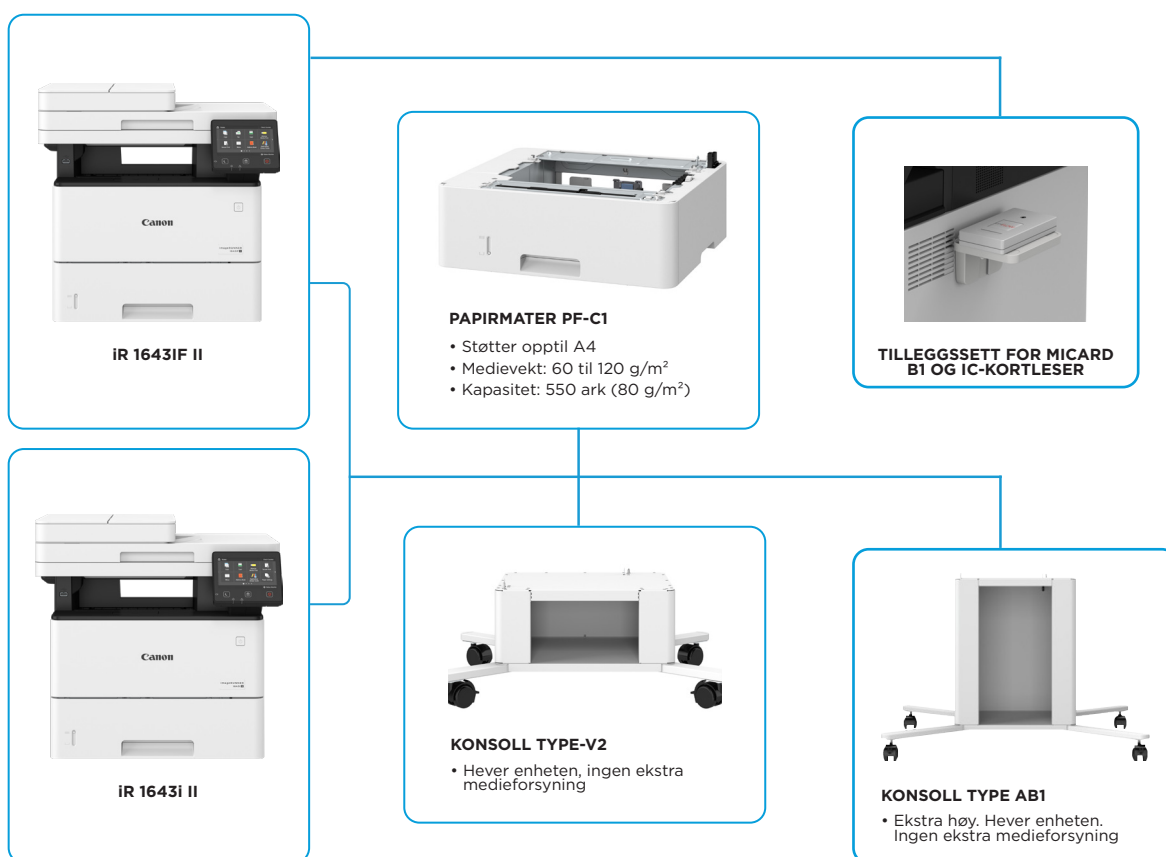 Canon
iR 1643IF II
PAPIRMATER PF-C1
• Støtter opptil A4
• Medievekt: 60 til 120 g/m²
• Kapasitet: 550 ark (80 g/m²)
TILLEGGSSETT FOR MICARD
B1 OG IC-KORTLESER
Canon
iR 1643i II
KONSOLL TYPE-V2
• Hever enheten, ingen ekstra
medieforsyning
KONSOLL TYPE AB1
• Ekstra høy. Hever enheten.
Ingen ekstra medieforsyning